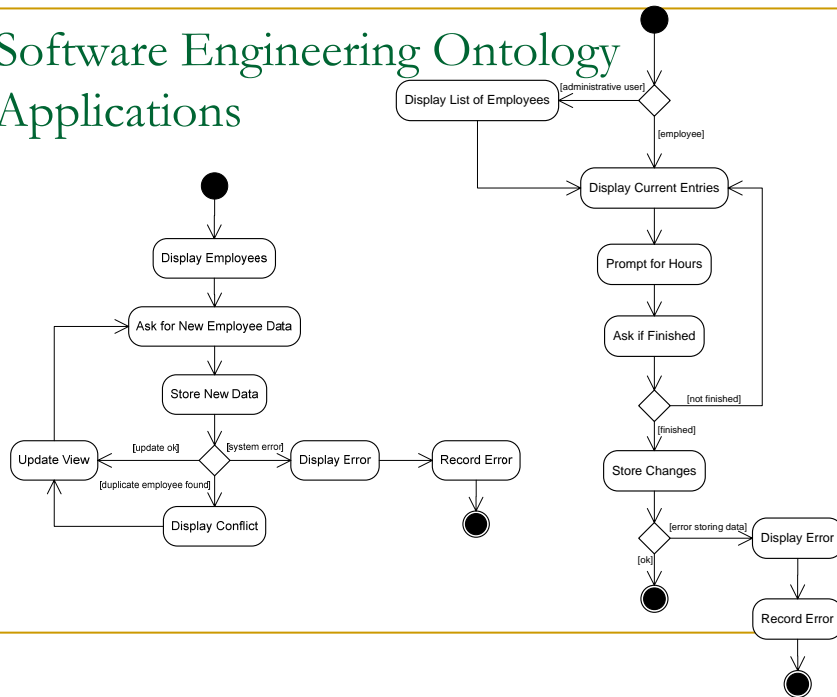 Software Engineering Ontology
Applications
Display Employees
Ask for New Employee Data
Store New Data
[update ok]
[system error]
Update View
Display Error
Record Error
[duplicate employee found]
Display Conflict
[administrative user]
Display List of Employees
[employee]
Display Current Entries
Prompt for Hours
Ask if Finished
[not finished]
[finished]
Store Changes
[error storing data]
Display Error
[ok]
Record Error